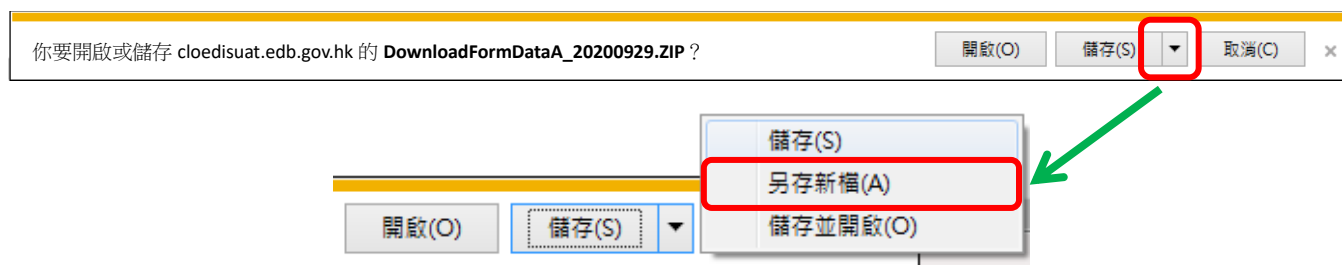 你要開啟或儲存 cloedisuat.edb.gov.hk 的 DownloadFormDataA_20200929.ZIP？ 開啟(O) 儲存(S) 取消(C)
儲存(S)
另存新檔(A)
開啟(O) 儲存(S) 儲存並開啟(O)